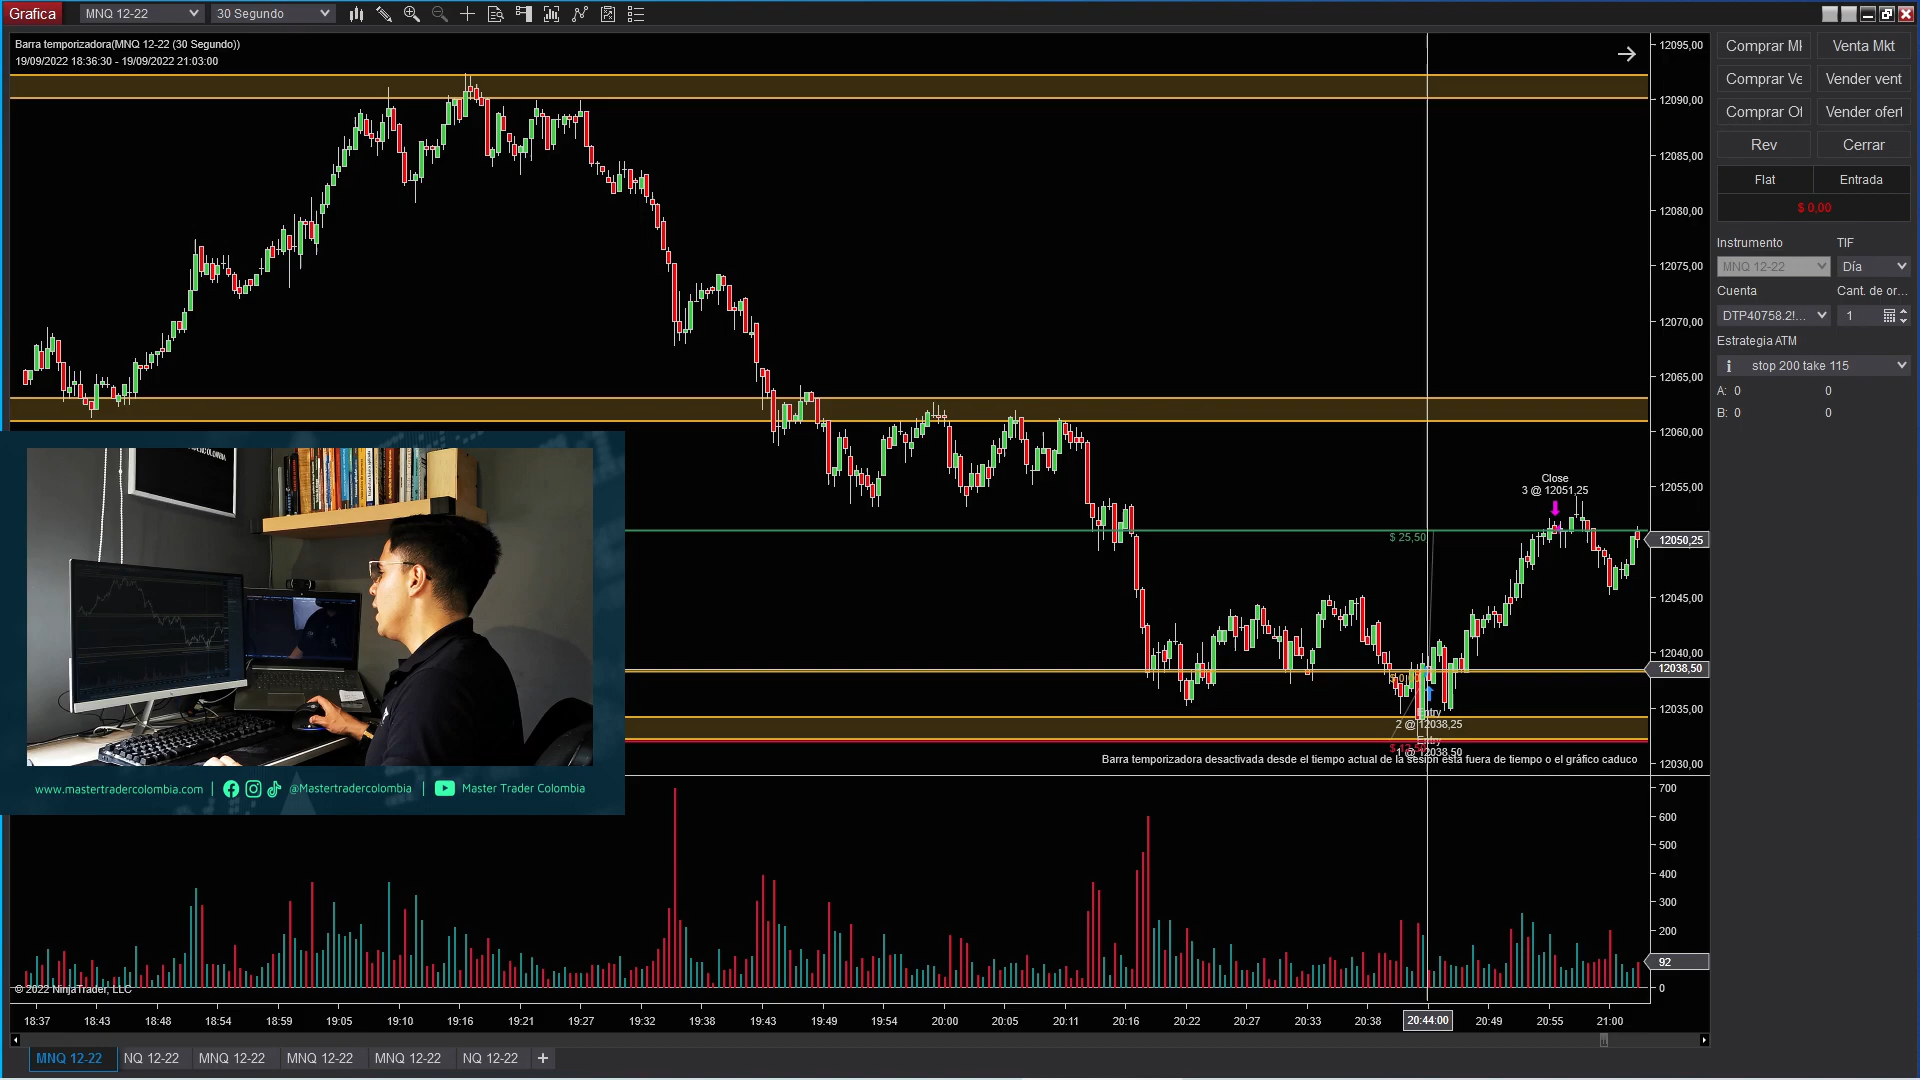 Grafica MNQ 12-22 30 Segundo
Barra temporizadora(MNQ 12-22 (30 Segundo))
19/09/2022 18:36:30 - 19/09/2022 21:03:00
12095,00
12090,00
12085,00
12080,00
12075,00
12070,00
12065,00
12060,00
12055,00
12050,25
12045,00
12040,00
12038,50
12035,00
12030,00
Close
3 @ 12051,25
$ 25,50
Entry
2 @ 12038,25
Entry
1 @ 12038,50
Barra temporizadora desactivada desde el tiempo actual de la sesión está fuera de tiempo o el gráfico caduco
www.mastertradercolombia.com | @Mastertradercolombia | Master Trader Colombia
700
600
500
400
300
200
92
0
© 2022 NinjaTrader, LLC
18:37 18:43 18:48 18:54 18:59 19:05 19:10 19:16 19:21 19:27 19:32 19:38 19:43 19:49 19:54 20:00 20:05 20:11 20:16 20:22 20:27 20:33 20:38 20:44:00 20:49 20:55 21:00
MNQ 12-22 NQ 12-22 MNQ 12-22 MNQ 12-22 MNQ 12-22 NQ 12-22 +
Comprar Mk Venta Mkt
Comprar Ve Vender vent
Comprar Of Vender ofert
Rev Cerrar
Flat Entrada
$ 0,00
Instrumento TIF
MNQ 12-22 Día
Cuenta Cant. de or...
DTP40758.2!... 1
Estrategia ATM
stop 200 take 115
A: 0 0
B: 0 0